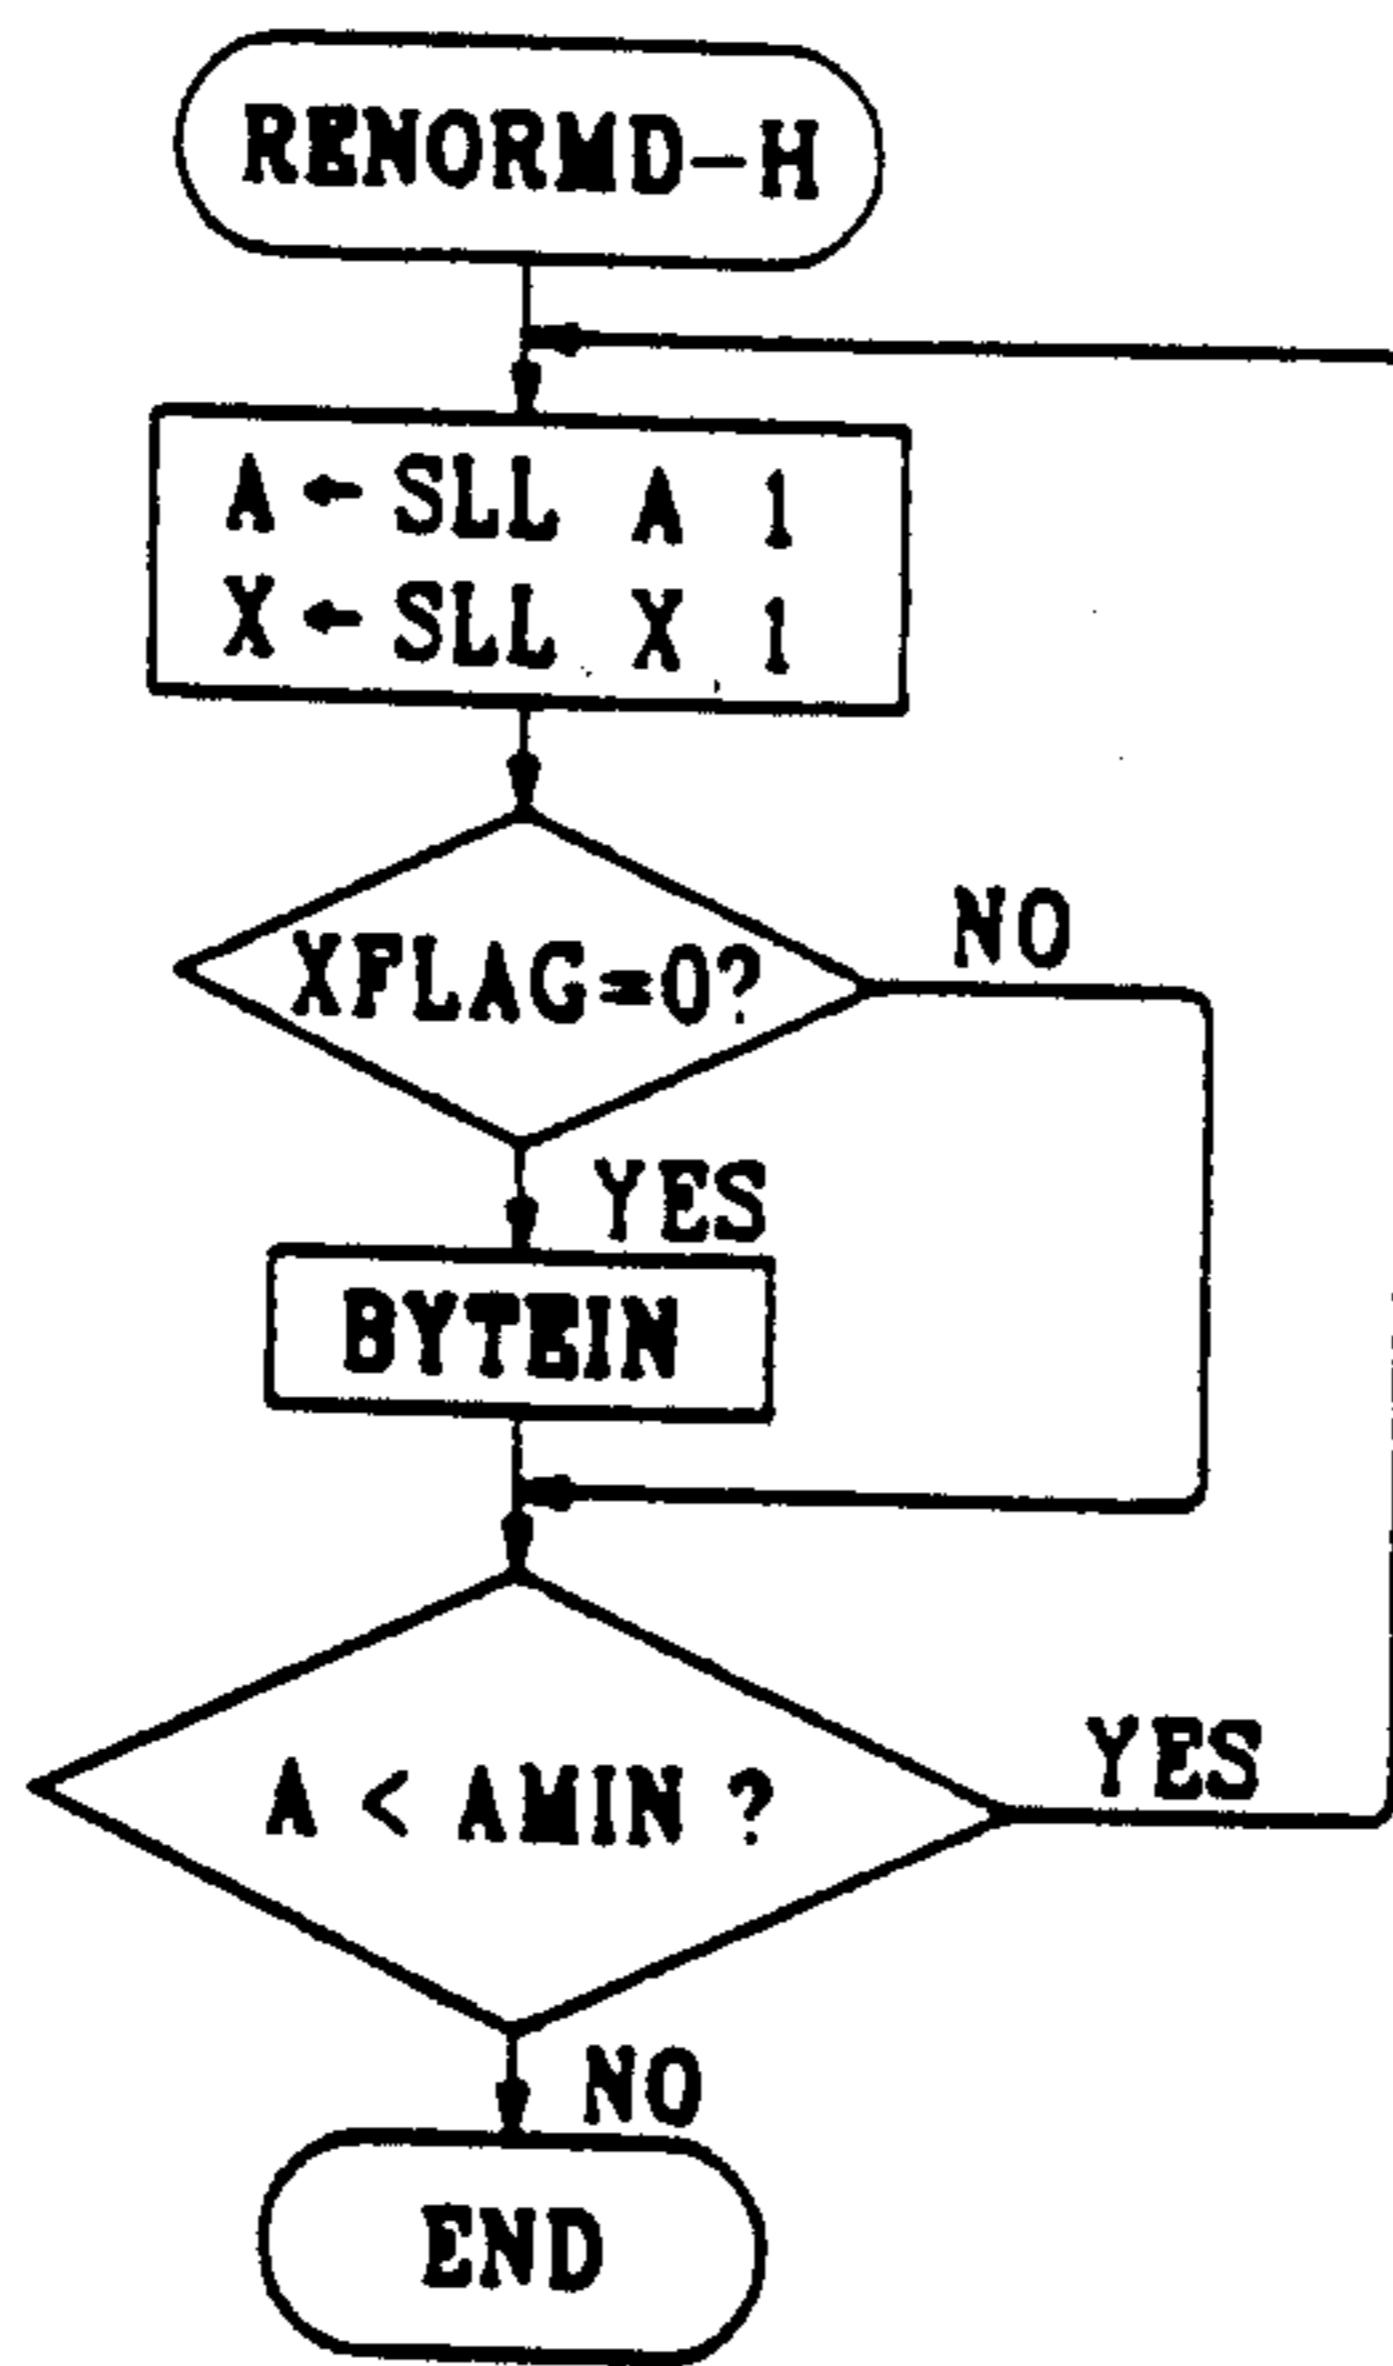 RENORMD-H
A ← SLL A 1
X ← SLL X 1
XFLAG=0?
NO
YES
BYTEIN
A < AMIN ?
YES
NO
END